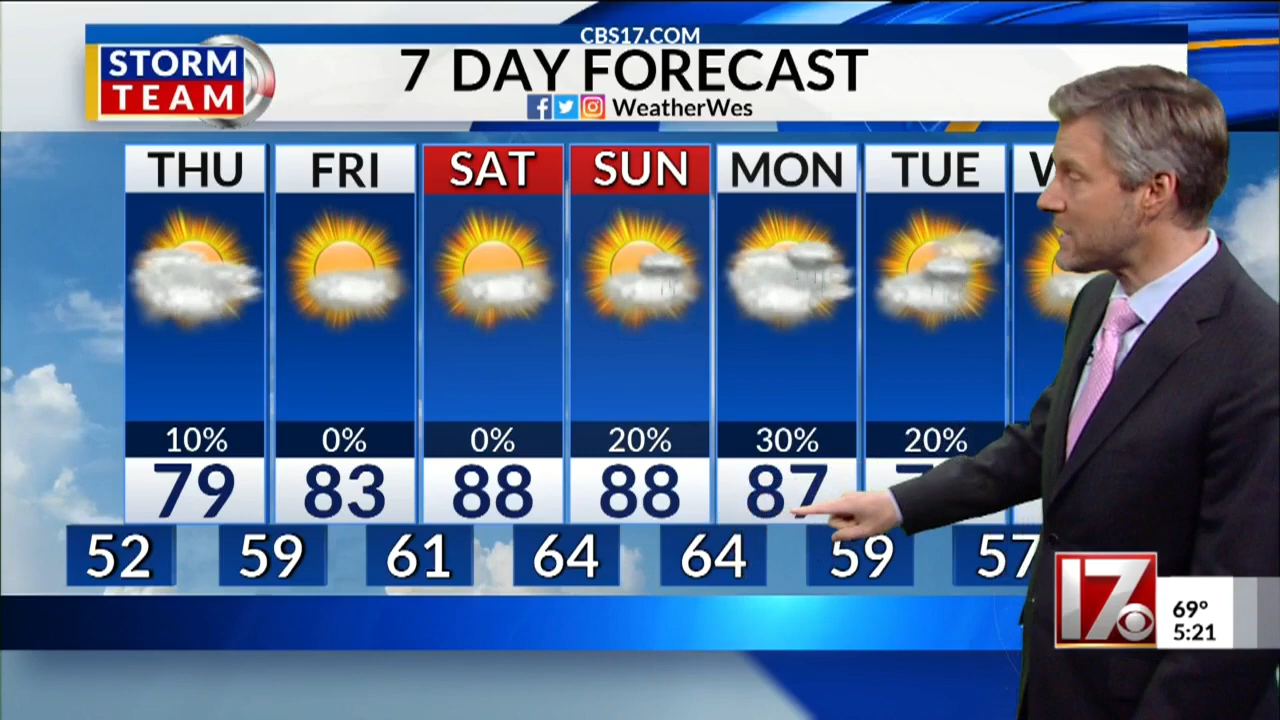 CBS17.COM
STORM
TEAM
7 DAY FORECAST
WeatherWes
THU FRI SAT SUN MON TUE
10% 0% 0% 20% 30% 20%
79 83 88 88 87
52 59 61 64 64 59 57
17
69°
5:21